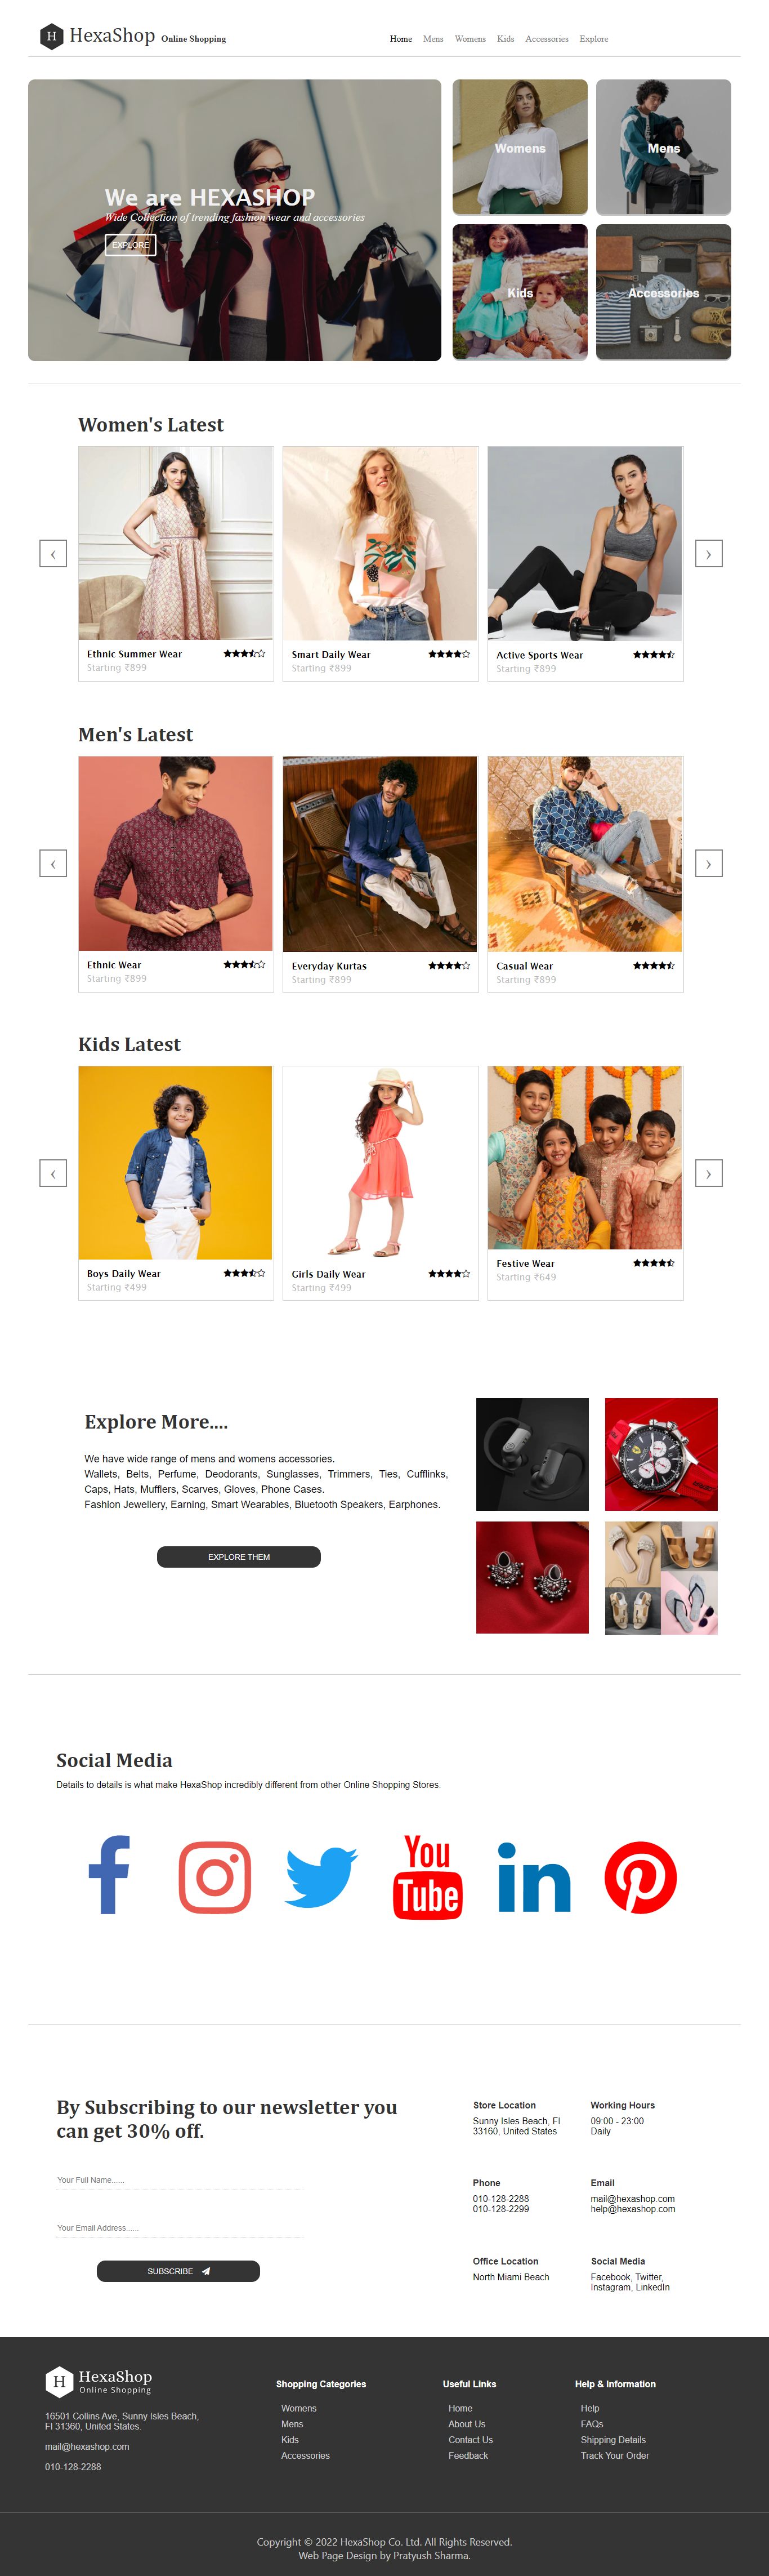 H HexaShop Online Shopping
Home Mens Womens Kids Accessories Explore
We are HEXASHOP
Wide Collection of trending fashion wear and accessories
EXPLORE
Womens
Mens
Kids
Accessories
Women's Latest
Ethnic Summer Wear
Starting ₹899
Smart Daily Wear
Starting ₹899
Active Sports Wear
Starting ₹899
Men's Latest
Ethnic Wear
Starting ₹899
Everyday Kurtas
Starting ₹899
Casual Wear
Starting ₹899
Kids Latest
Boys Daily Wear
Starting ₹499
Girls Daily Wear
Starting ₹499
Festive Wear
Starting ₹649
Explore More....
We have wide range of mens and womens accessories.
Wallets, Belts, Perfume, Deodorants, Sunglasses, Trimmers, Ties, Cufflinks,
Caps, Hats, Mufflers, Scarves, Gloves, Phone Cases.
Fashion Jewellery, Earning, Smart Wearables, Bluetooth Speakers, Earphones.
EXPLORE THEM
Social Media
Details to details is what make HexaShop incredibly different from other Online Shopping Stores.
You
Tube
in
By Subscribing to our newsletter you
can get 30% off.
Your Full Name......
Your Email Address......
SUBSCRIBE
Store Location
Sunny Isles Beach, Fl
33160, United States
Working Hours
09:00 - 23:00
Daily
Phone
010-128-2288
010-128-2299
Email
mail@hexashop.com
help@hexashop.com
Office Location
North Miami Beach
Social Media
Facebook, Twitter,
Instagram, LinkedIn
H HexaShop
Online Shopping
16501 Collins Ave, Sunny Isles Beach,
Fl 31360, United States.
mail@hexashop.com
010-128-2288
Shopping Categories
Womens
Mens
Kids
Accessories
Useful Links
Home
About Us
Contact Us
Feedback
Help & Information
Help
FAQs
Shipping Details
Track Your Order
Copyright © 2022 HexaShop Co. Ltd. All Rights Reserved.
Web Page Design by Pratyush Sharma.